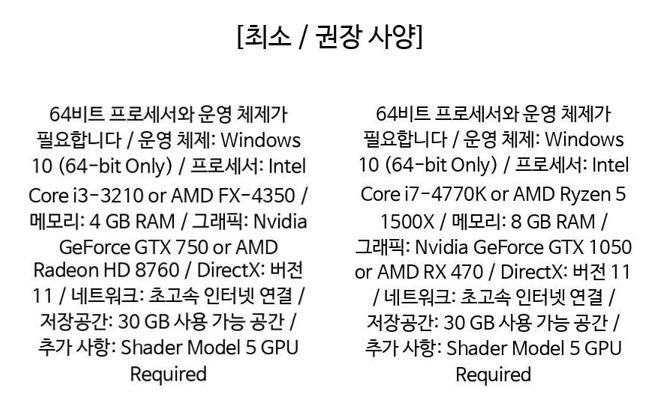 [최소 / 권장 사양]
64비트 프로세서와 운영 체제가
필요합니다 / 운영 체제: Windows
10 (64-bit Only) / 프로세서: Intel
Core i3-3210 or AMD FX-4350 /
메모리: 4 GB RAM / 그래픽: Nvidia
GeForce GTX 750 or AMD
Radeon HD 8760 / DirectX: 버전
11 / 네트워크: 초고속 인터넷 연결 /
저장공간: 30 GB 사용 가능 공간 /
추가 사항: Shader Model 5 GPU
Required
64비트 프로세서와 운영 체제가
필요합니다 / 운영 체제: Windows
10 (64-bit Only) / 프로세서: Intel
Core i7-4770K or AMD Ryzen 5
1500X / 메모리: 8 GB RAM /
그래픽: Nvidia GeForce GTX 1050
or AMD RX 470 / DirectX: 버전 11
/ 네트워크: 초고속 인터넷 연결 /
저장공간: 30 GB 사용 가능 공간 /
추가 사항: Shader Model 5 GPU
Required